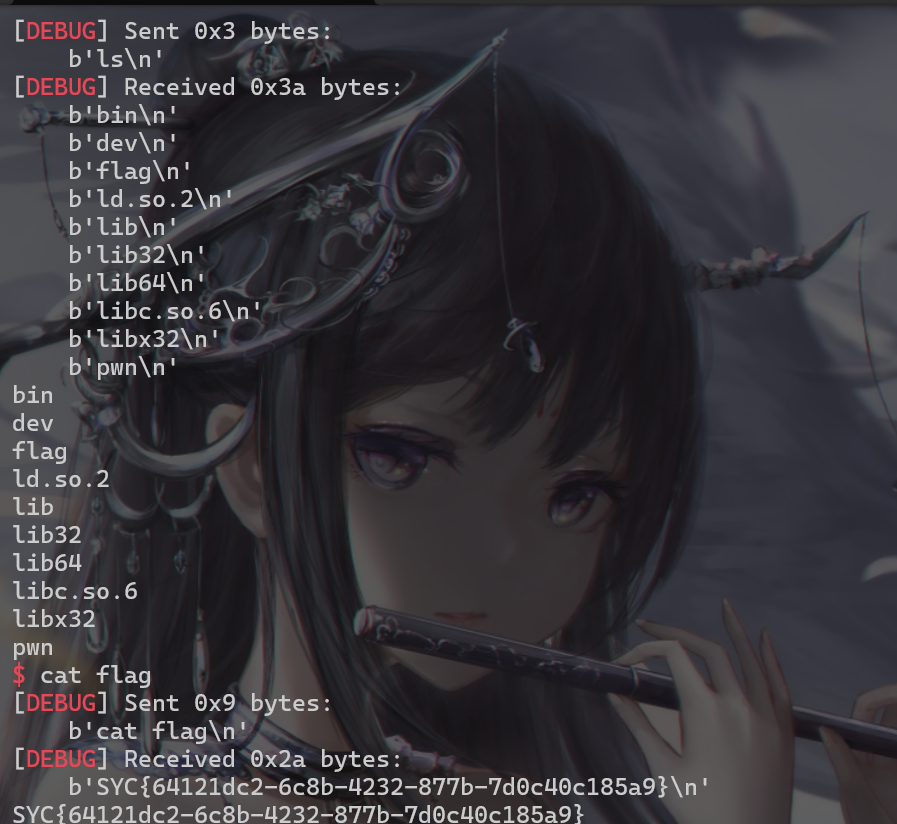 [DEBUG] Sent 0x3 bytes:
b'ls\n'
[DEBUG] Received 0x3a bytes:
b'bin\n'
b'dev\n'
b'flag\n'
b'ld.so.2\n'
b'lib\n'
b'lib32\n'
b'lib64\n'
b'libc.so.6\n'
b'libx32\n'
b'pwn\n'
bin
dev
flag
ld.so.2
lib
lib32
lib64
libc.so.6
libx32
pwn
$ cat flag
[DEBUG] Sent 0x9 bytes:
b'cat flag\n'
[DEBUG] Received 0x2a bytes:
b'SYC{64121dc2-6c8b-4232-877b-7d0c40c185a9}\n'
SYC{64121dc2-6c8b-4232-877b-7d0c40c185a9}